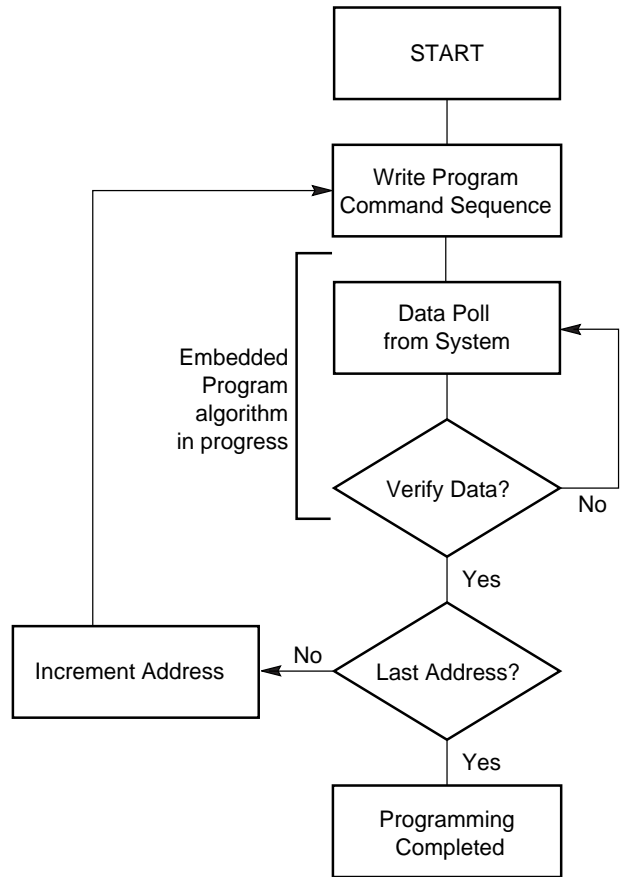 START
Write Program
Command Sequence
Data Poll
from System
Embedded
Program
algorithm
in progress
Verify Data?
No
Yes
No
Increment Address
Last Address?
Yes
Programming
Completed